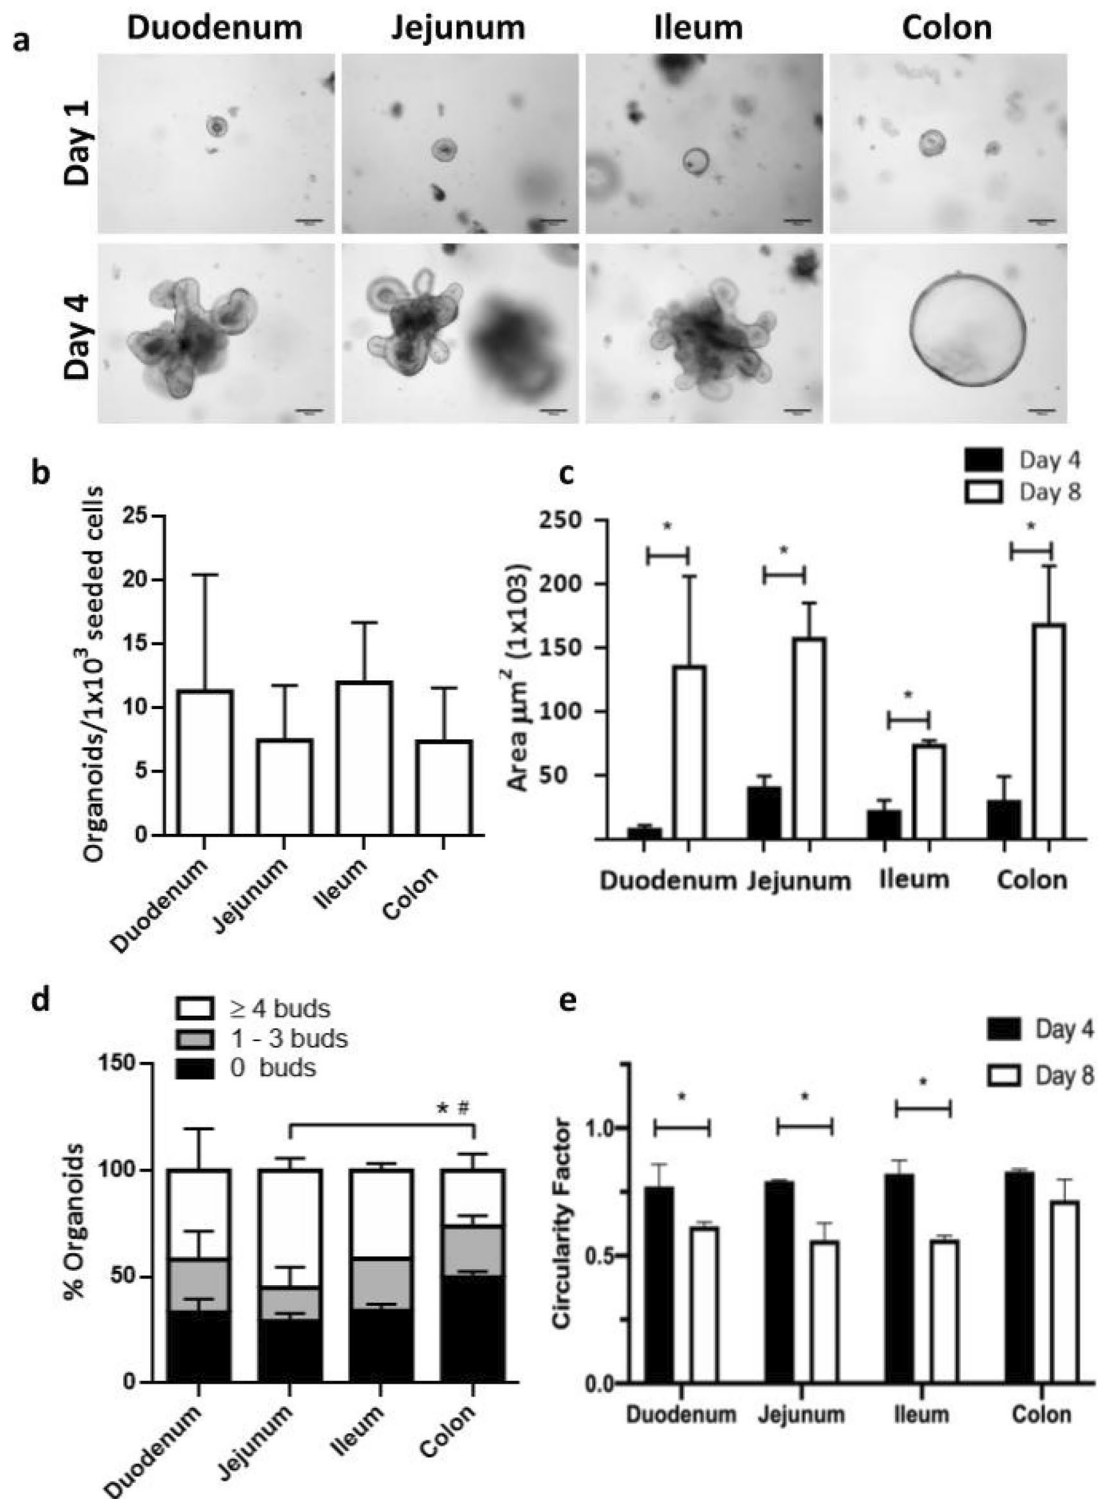 a
Duodenum Jejunum Ileum Colon
Day 1
Day 4
b
Organoids/1x10³ seeded cells
25
20
15
10
5
0
Duodenum
Jejunum
Ileum
Colon
c
Day 4
Day 8
Area µm² (1x103)
250
200
150
100
50
*
*
*
*
Duodenum Jejunum Ileum Colon
d
≥ 4 buds
1 - 3 buds
0 buds
% Organoids
150
100
50
0
* #
Duodenum
Jejunum
Ileum
Colon
e
Day 4
Day 8
Circularity Factor
1.0
0.5
0.0
*
*
*
Duodenum Jejunum Ileum Colon